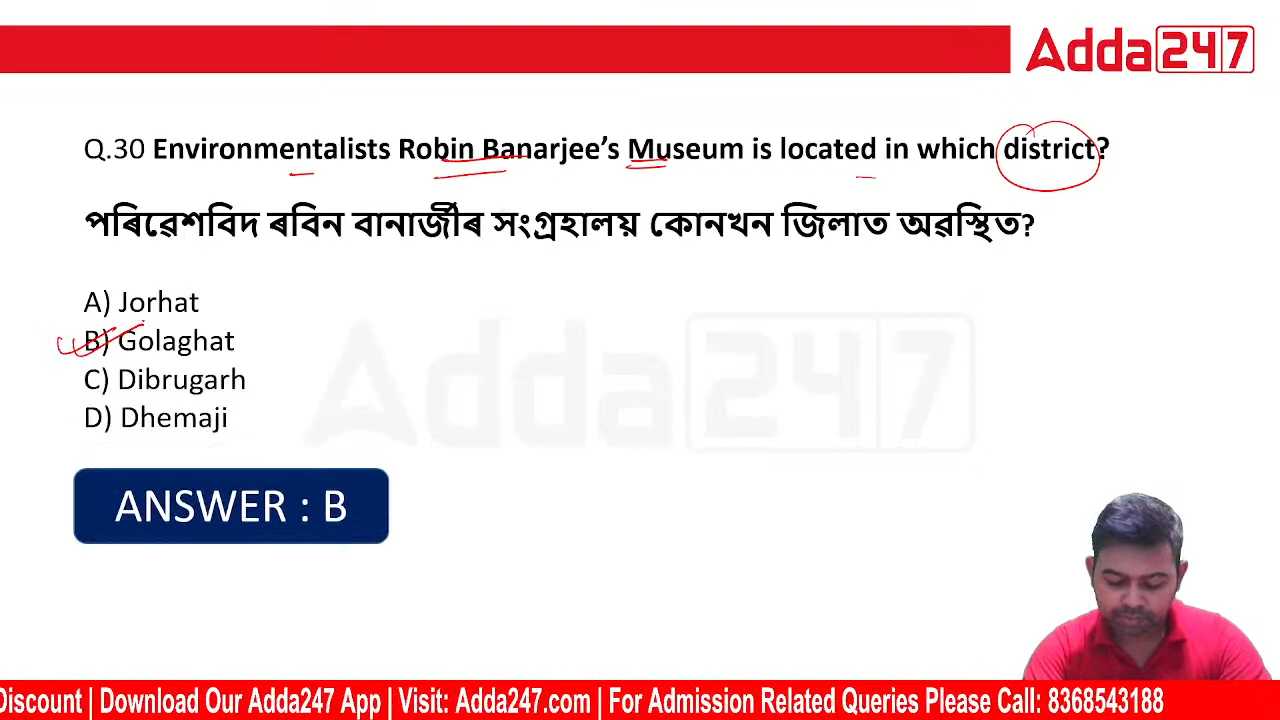 Adda247
Q.30 Environmentalists Robin Banarjee’s Museum is located in which district?
পৰিৱেশবিদ ৰবিন বানাৰ্জীৰ সংগ্ৰহালয় কোনখন জিলাত অৱস্থিত?
A) Jorhat
B) Golaghat
C) Dibrugarh
D) Dhemaji
Adda247
ANSWER : B
Discount | Download Our Adda247 App | Visit: Adda247.com | For Admission Related Queries Please Call: 8368543188